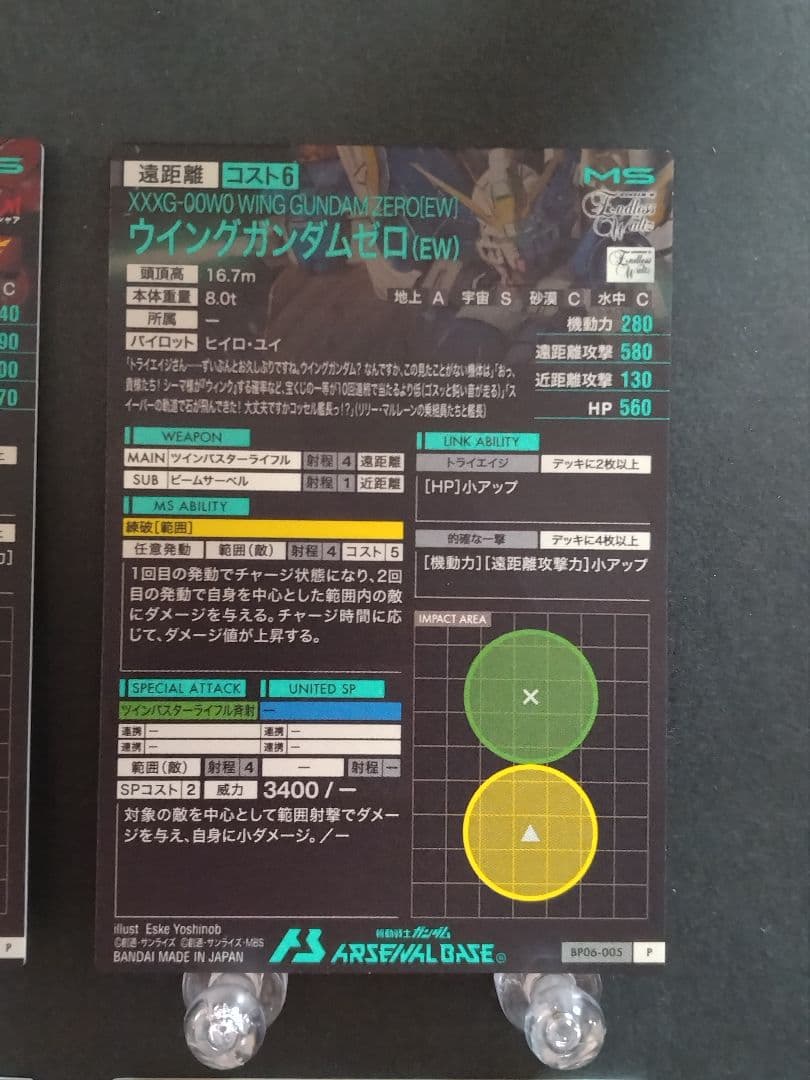 遠距離 コスト6 MS
XXXG-00W0 WING GUNDAM ZERO[EW]
Endless Waltz
ウイングガンダムゼロ(EW)
Endless Waltz
頭頂高 16.7m
本体重量 8.0t
地上 A 宇宙 S 砂漠 C 水中 C
所属 ー
機動力 280
パイロット ヒイロ・ユイ
遠距離攻撃 580
近距離攻撃 130
HP 560
「トライエイジさん──ずいぶんとお久しぶりですね。ウイングガンダム? なんですか、この見たことがない機体は」「おっ、
貴様たち! シーマ様が「ウィンク」する確率など、宝くじの一等が10回連続で当たるより低(ゴスッと鈍い音が走る)」「ス
イーパーの軌道で石が飛んできた! 大丈夫ですかコッセル艦長っ!?」(リリー・マルレーンの乗組員たちと艦長)
WEAPON
MAIN ツインバスターライフル 射程 4 遠距離
SUB ビームサーベル 射程 1 近距離
MS ABILITY
練破[範囲]
任意発動 範囲(敵) 射程 4 コスト 5
1回目の発動でチャージ状態になり、2回
目の発動で自身を中心とした範囲内の敵
にダメージを与える。チャージ時間に応
じて、ダメージ値が上昇する。
LINK ABILITY
トライエイジ デッキに2枚以上
[HP]小アップ
的確な一撃 デッキに4枚以上
[機動力][遠距離攻撃力]小アップ
IMPACT AREA
SPECIAL ATTACK UNITED SP
ツインバスターライフル斉射 ー
連携 ー 連携 ー
連携 ー 連携 ー
範囲(敵) 射程 4 ー 射程 ー
SPコスト 2 威力 3400 / ー
対象の敵を中心として範囲射撃でダメー
ジを与え、自身に小ダメージ。/ー
illust Eske Yoshinob
©創通・サンライズ ©創通・サンライズ・MBS
BANDAI MADE IN JAPAN
機動戦士ガンダム
AB ARSENAL BASE
BP06-005 P
S
シャア
C
40
90
00
70
上
力]
P